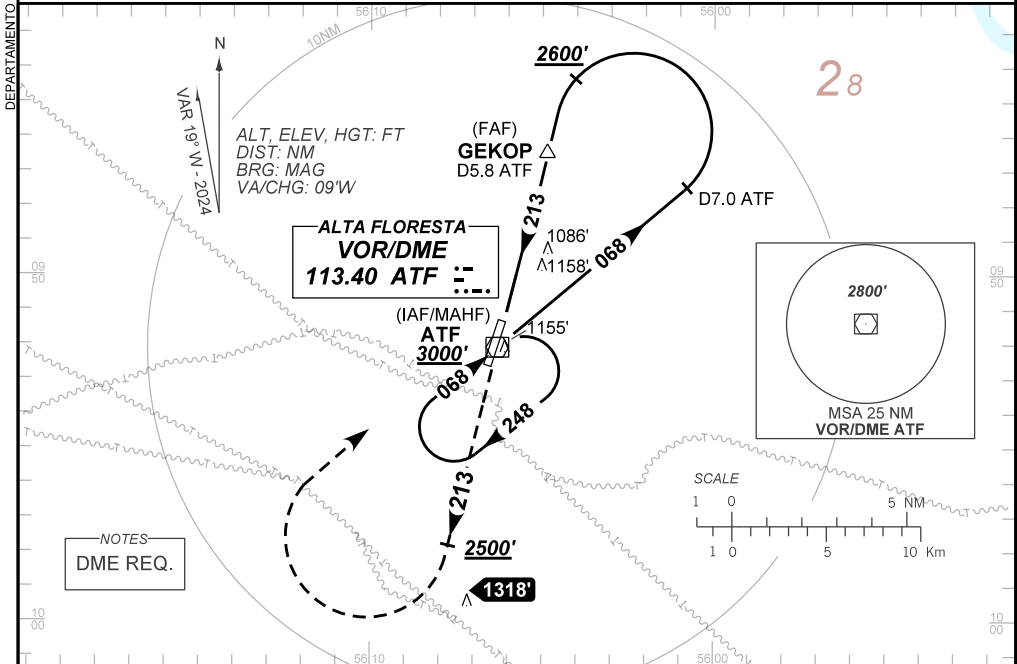 DEPARTAMENTO
56 10
56 00
10NM
N
VAR 19° W - 2024
ALT, ELEV, HGT: FT
DIST: NM
BRG: MAG
VA/CHG: 09'W
2600'
28
(FAF)
GEKOP
D5.8 ATF
213
D7.0 ATF
1086'
1158'
068
ALTA FLORESTA
VOR/DME
113.40 ATF
09
50
09
50
2800'
(IAF/MAHF)
ATF
3000'
1155'
068
248
MSA 25 NM
VOR/DME ATF
213
SCALE
1 0 5 NM
1 0 5 10 Km
2500'
NOTES
DME REQ.
1318'
10
00
10
00
56 10
56 00